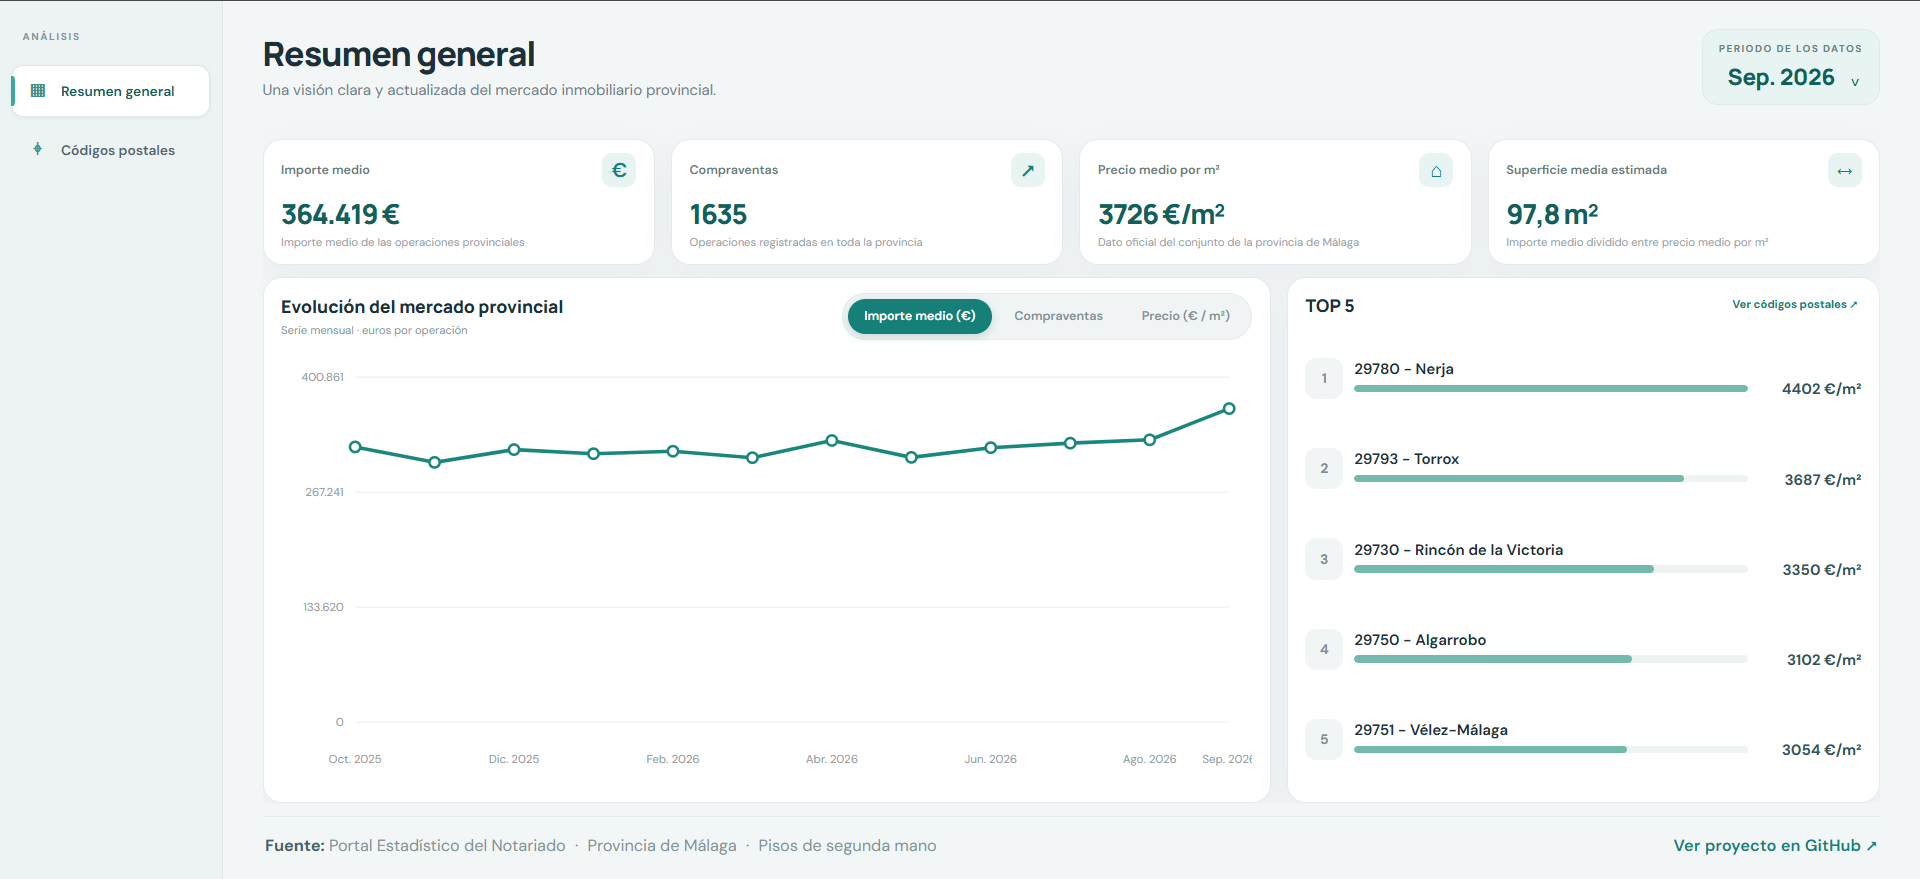 ANÁLISIS
Resumen general
Códigos postales
Resumen general
Una visión clara y actualizada del mercado inmobiliario provincial.
PERIODO DE LOS DATOS
Sep. 2026
Importe medio
€
364.419 €
Importe medio de las operaciones provinciales
Compraventas
↗
1635
Operaciones registradas en toda la provincia
Precio medio por m²
⌂
3726 €/m²
Dato oficial del conjunto de la provincia de Málaga
Superficie media estimada
↔
97,8 m²
Importe medio dividido entre precio medio por m²
Evolución del mercado provincial
Serie mensual · euros por operación
Importe medio (€)
Compraventas
Precio (€ / m²)
400.861
267.241
133.620
0
Oct. 2025
Dic. 2025
Feb. 2026
Abr. 2026
Jun. 2026
Ago. 2026
Sep. 2026
TOP 5
Ver códigos postales ↗
1
29780 - Nerja
4402 €/m²
2
29793 - Torrox
3687 €/m²
3
29730 - Rincón de la Victoria
3350 €/m²
4
29750 - Algarrobo
3102 €/m²
5
29751 - Vélez-Málaga
3054 €/m²
Fuente: Portal Estadístico del Notariado · Provincia de Málaga · Pisos de segunda mano
Ver proyecto en GitHub ↗